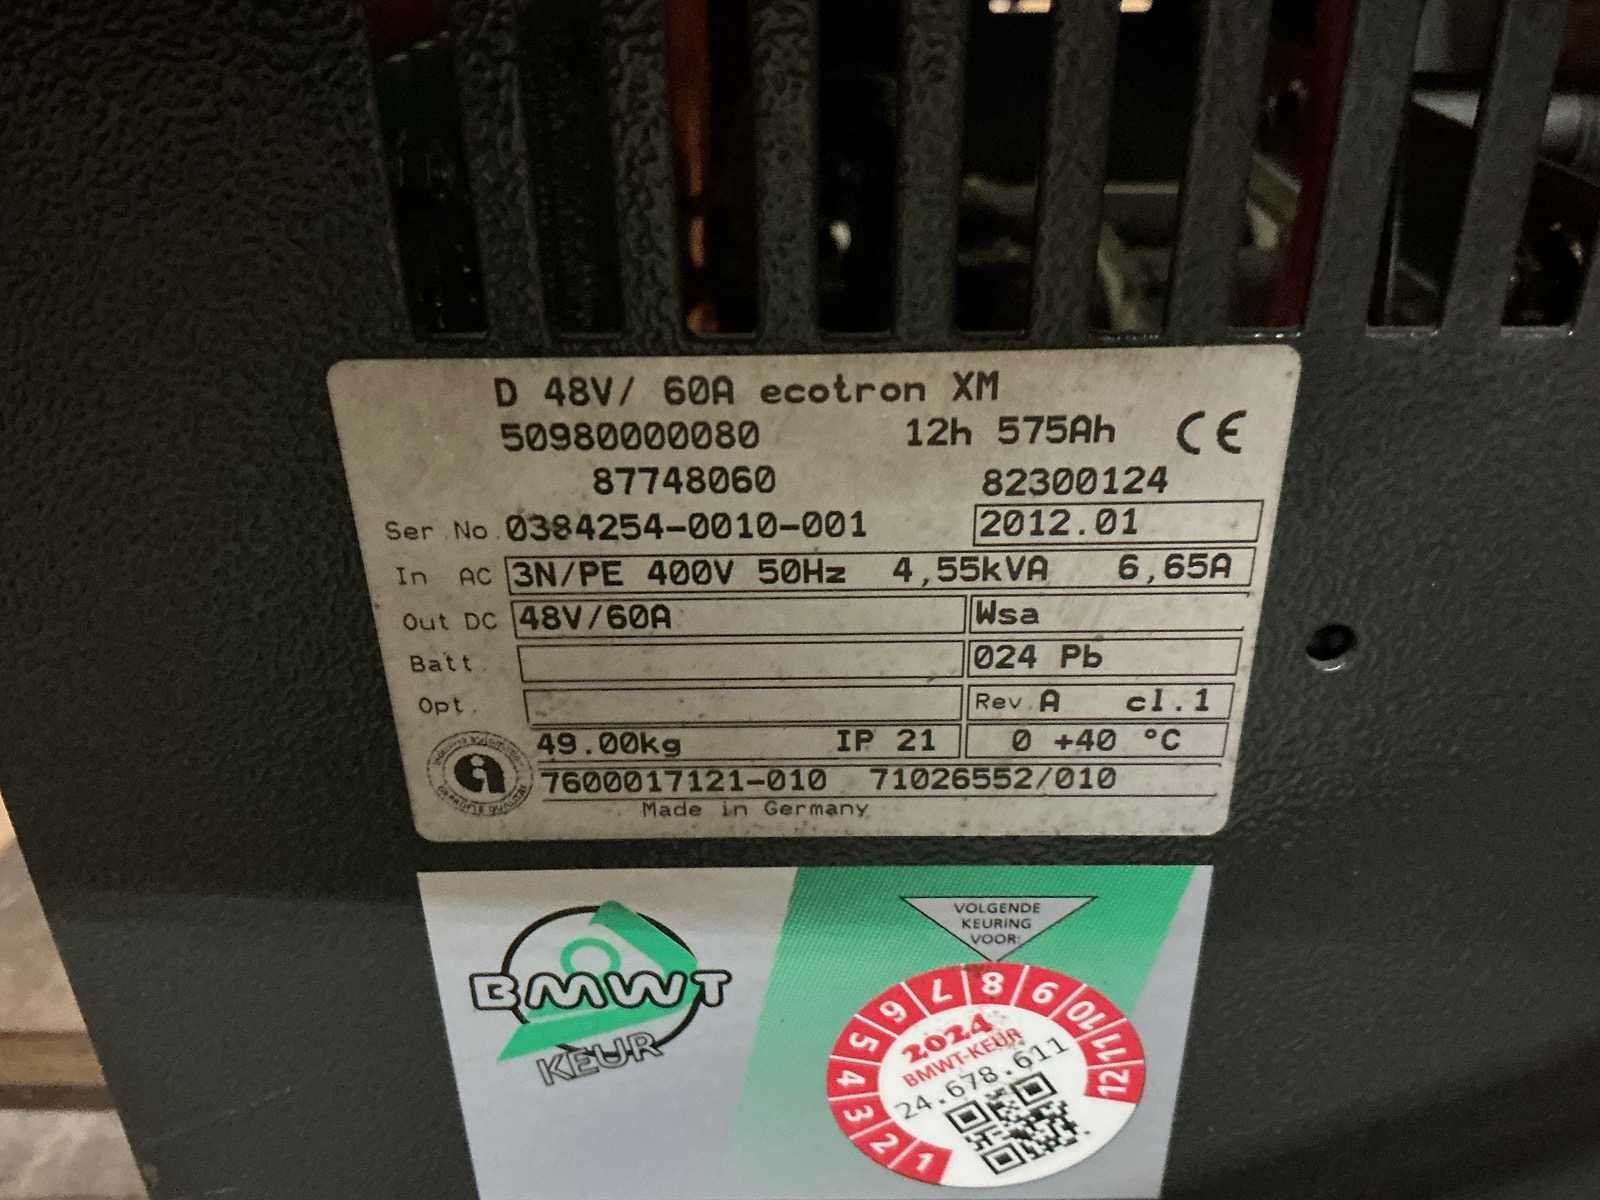 D 48V/ 60A ecotron XM
50980000080 12h 575Ah CE
87748060 82300124
Ser.No. 0384254-0010-001 2012.01
In AC 3N/PE 400V 50Hz 4,55kVA 6,65A
Out DC 48V/60A Wsa
Batt. 024 Pb
Opt. Rev.A cl.1
49.00kg IP 21 0 +40 °C
7600017121-010 71026552/010
Made in Germany
BMWT
KEUR
VOLGENDE
KEURING
VOOR:
1 2 3 4 5 6 7 8 9 10 11 12
2024
BMWT-KEUR
24.678.611